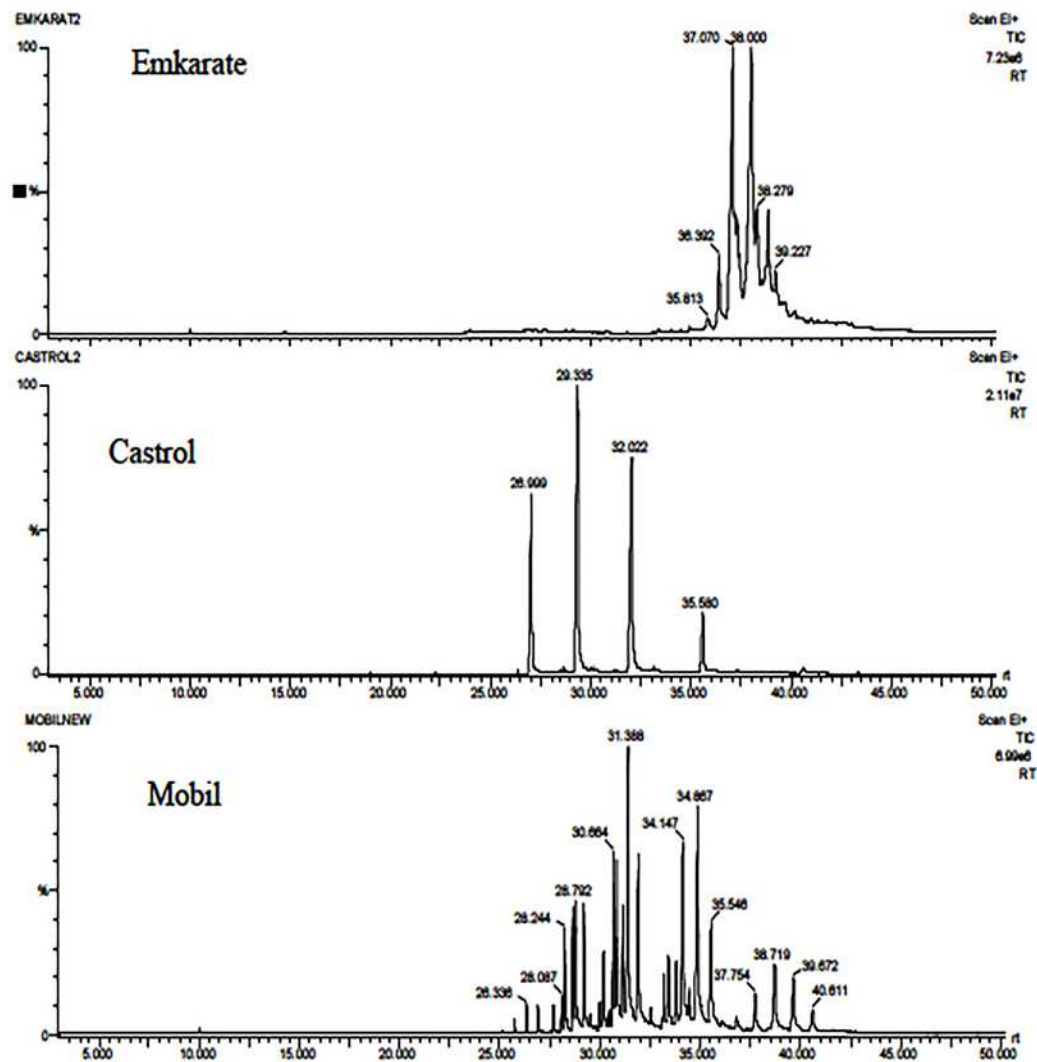 EMKARAT2
Scan EI+
TIC
7.23e6
RT
Emkarate
100
%
0
37.070
38.000
38.279
36.392
39.227
35.813
CASTROL2
Scan EI+
TIC
2.11e7
RT
Castrol
100
%
0
29.335
32.022
26.999
35.580
5.000 10.000 15.000 20.000 25.000 30.000 35.000 40.000 45.000 50.000 rt
MOBILNEW
Scan EI+
TIC
6.99e6
RT
Mobil
100
%
0
31.388
34.867
34.147
30.664
28.792
28.244
35.546
28.087
26.336
37.754
38.719
39.672
40.611
5.000 10.000 15.000 20.000 25.000 30.000 35.000 40.000 45.000 50.000 rt